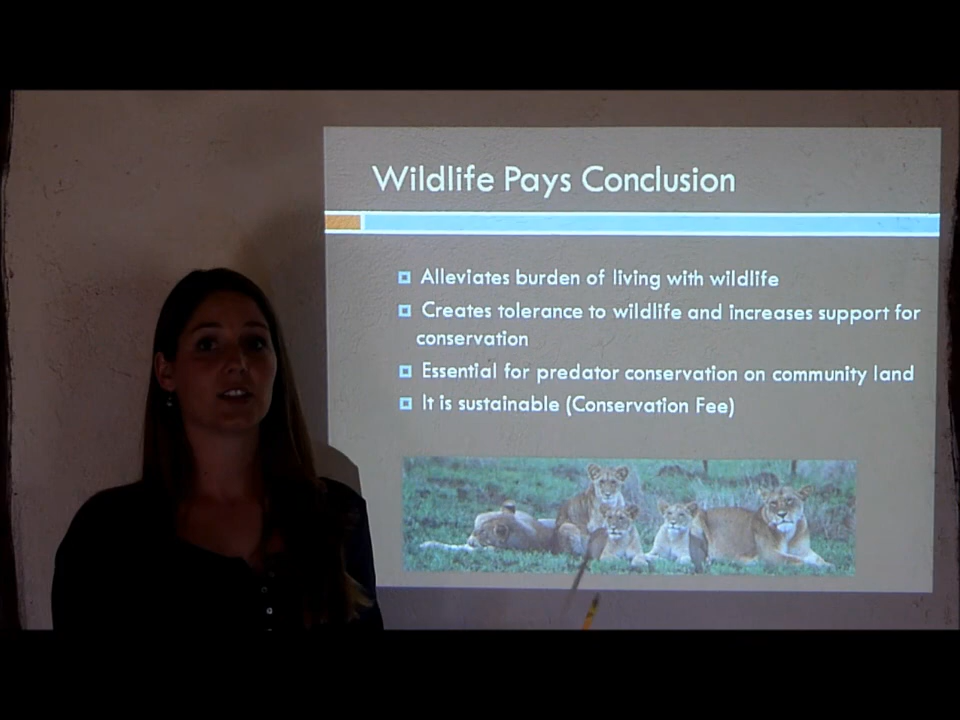 Wildlife Pays Conclusion
Alleviates burden of living with wildlife
Creates tolerance to wildlife and increases support for
conservation
Essential for predator conservation on community land
It is sustainable (Conservation Fee)